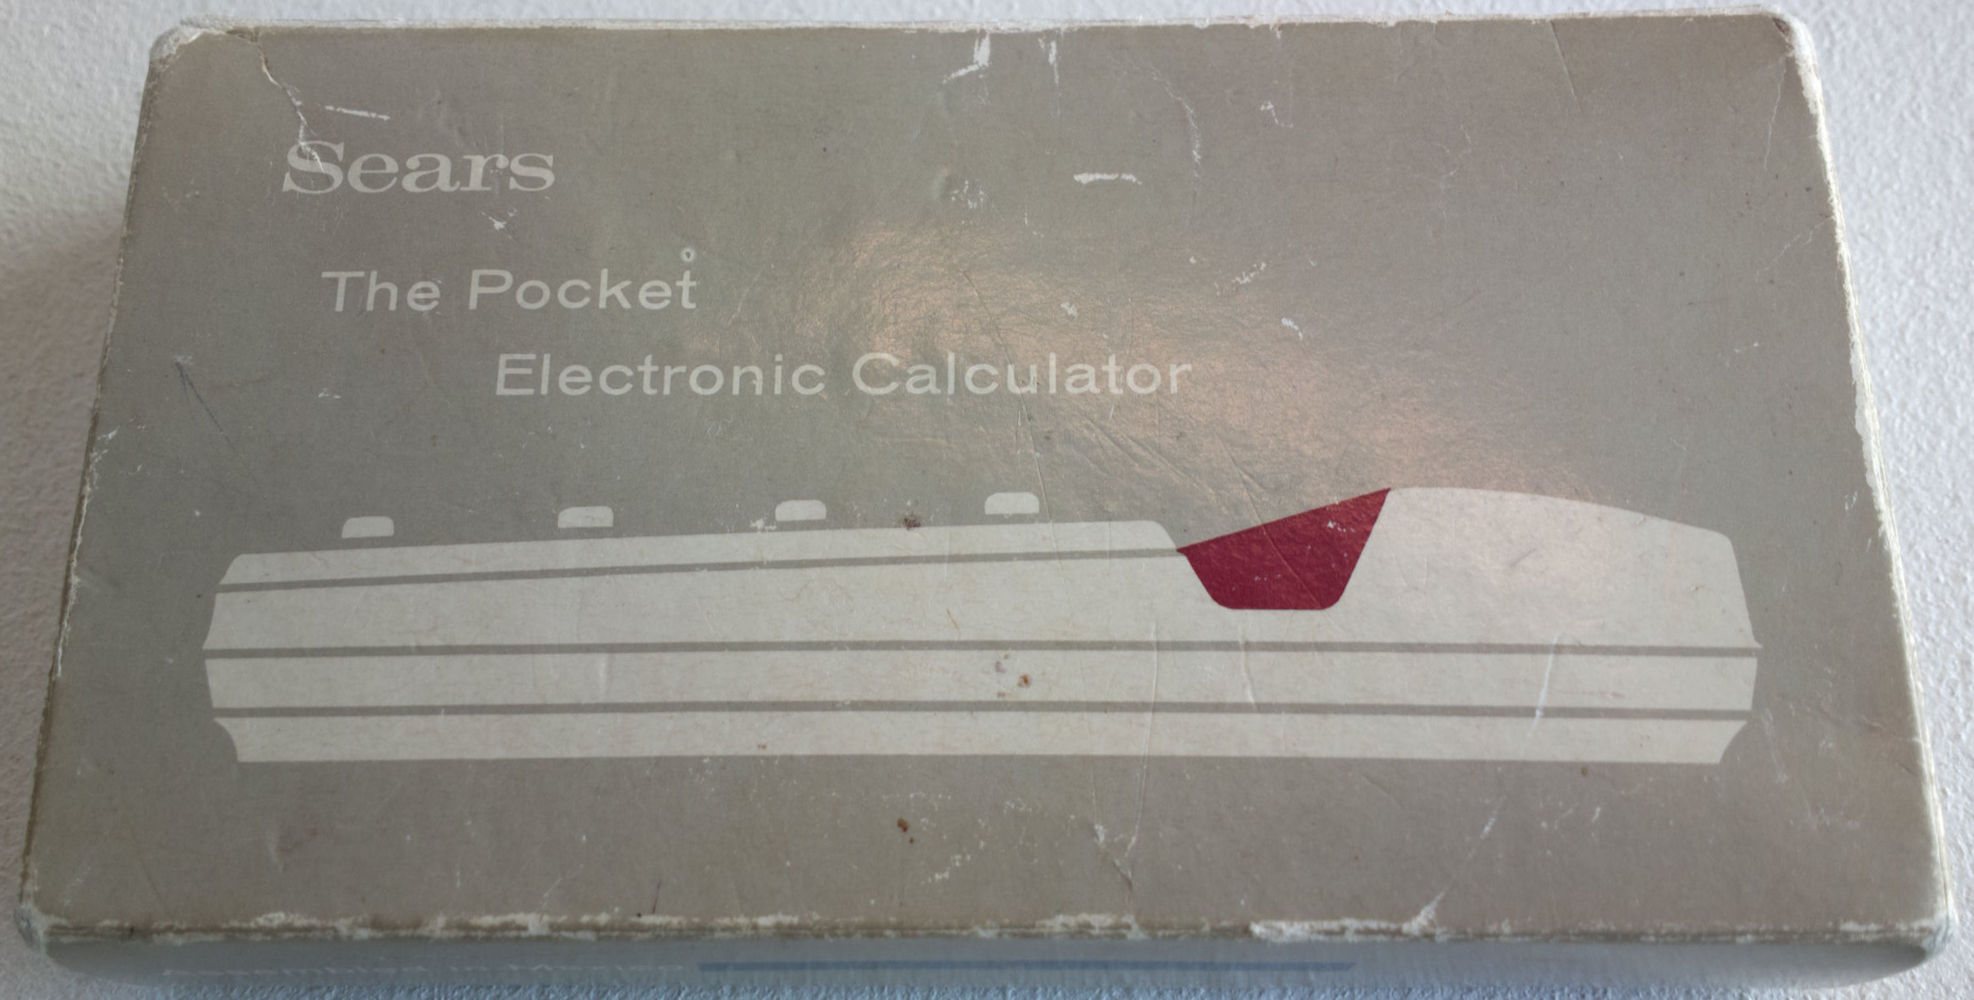 Sears
The Pocket
Electronic Calculator